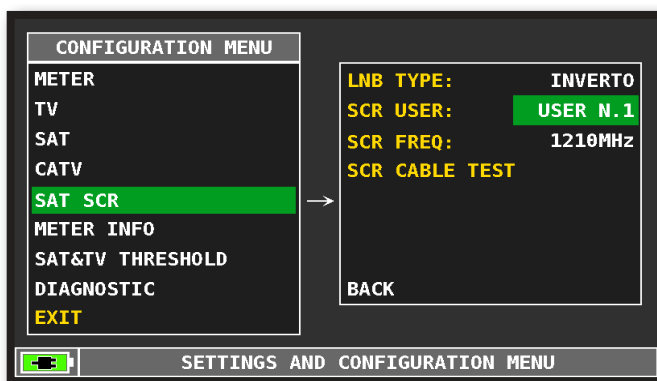 CONFIGURATION MENU
METER
TV
SAT
CATV
SAT SCR
METER INFO
SAT&TV THRESHOLD
DIAGNOSTIC
EXIT
LNB TYPE: INVERTO
SCR USER: USER N.1
SCR FREQ: 1210MHz
SCR CABLE TEST
BACK
SETTINGS AND CONFIGURATION MENU